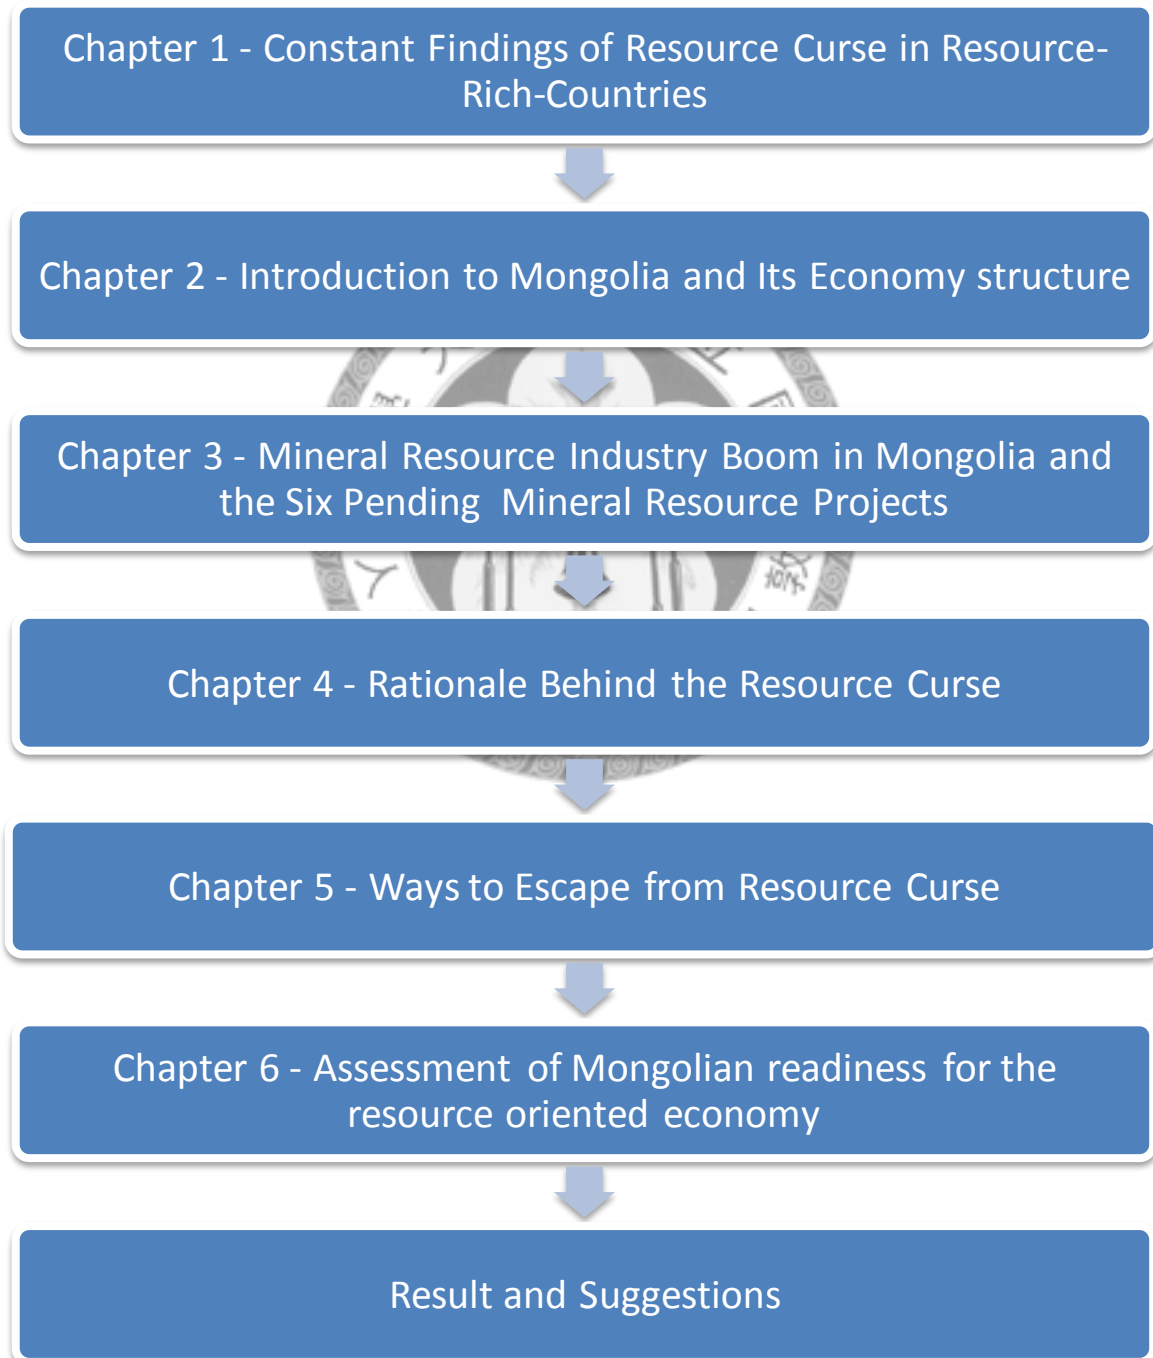 Chapter 1 - Constant Findings of Resource Curse in Resource-
Rich-Countries
Chapter 2 - Introduction to Mongolia and Its Economy structure
Chapter 3 - Mineral Resource Industry Boom in Mongolia and
the Six Pending Mineral Resource Projects
Chapter 4 - Rationale Behind the Resource Curse
Chapter 5 - Ways to Escape from Resource Curse
Chapter 6 - Assessment of Mongolian readiness for the
resource oriented economy
Result and Suggestions